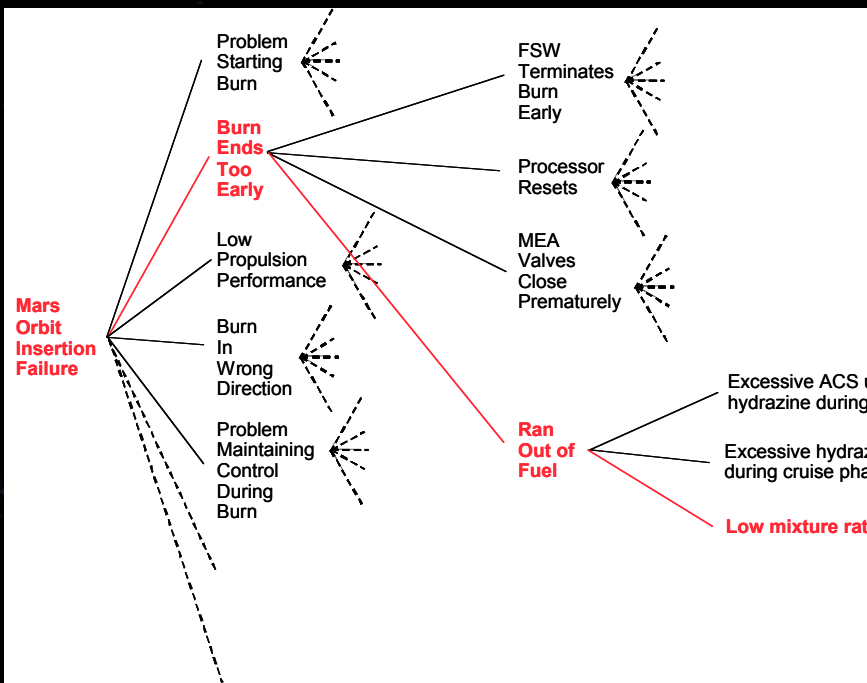 Problem
Starting
Burn
Burn
Ends
Too
Early
Low
Propulsion
Performance
Mars
Orbit
Insertion
Failure
Burn
In
Wrong
Direction
Problem
Maintaining
Control
During
Burn
FSW
Terminates
Burn
Early
Processor
Resets
MEA
Valves
Close
Prematurely
Ran
Out of
Fuel
Excessive ACS
hydrazine during
Excessive
during cruise
Low mixture